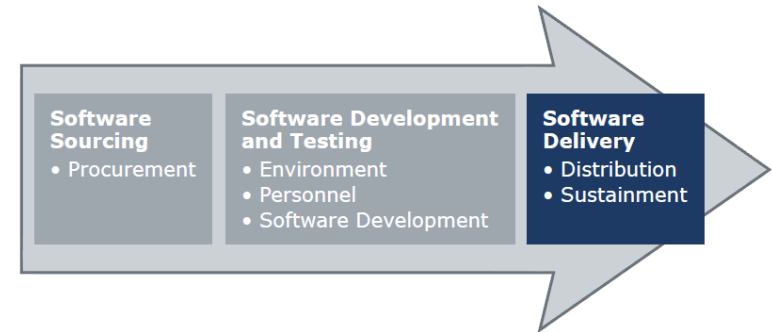 Software
Sourcing
• Procurement
Software Development
and Testing
• Environment
• Personnel
• Software Development
Software
Delivery
• Distribution
• Sustainment